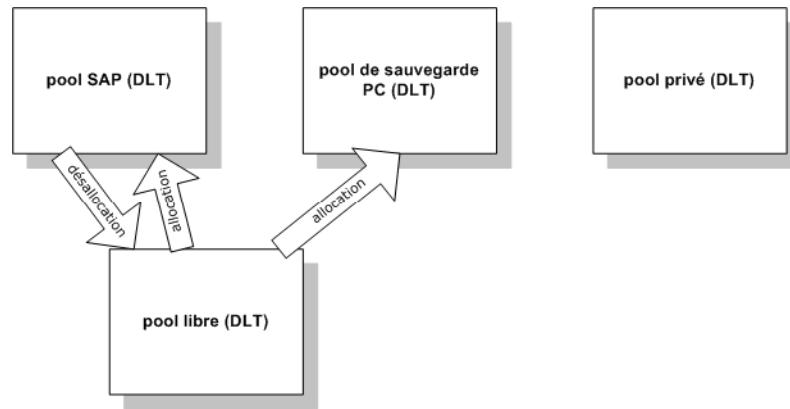 pool SAP (DLT)
pool de sauvegarde
PC (DLT)
pool privé (DLT)
désallocation
allocation
allocation
pool libre (DLT)